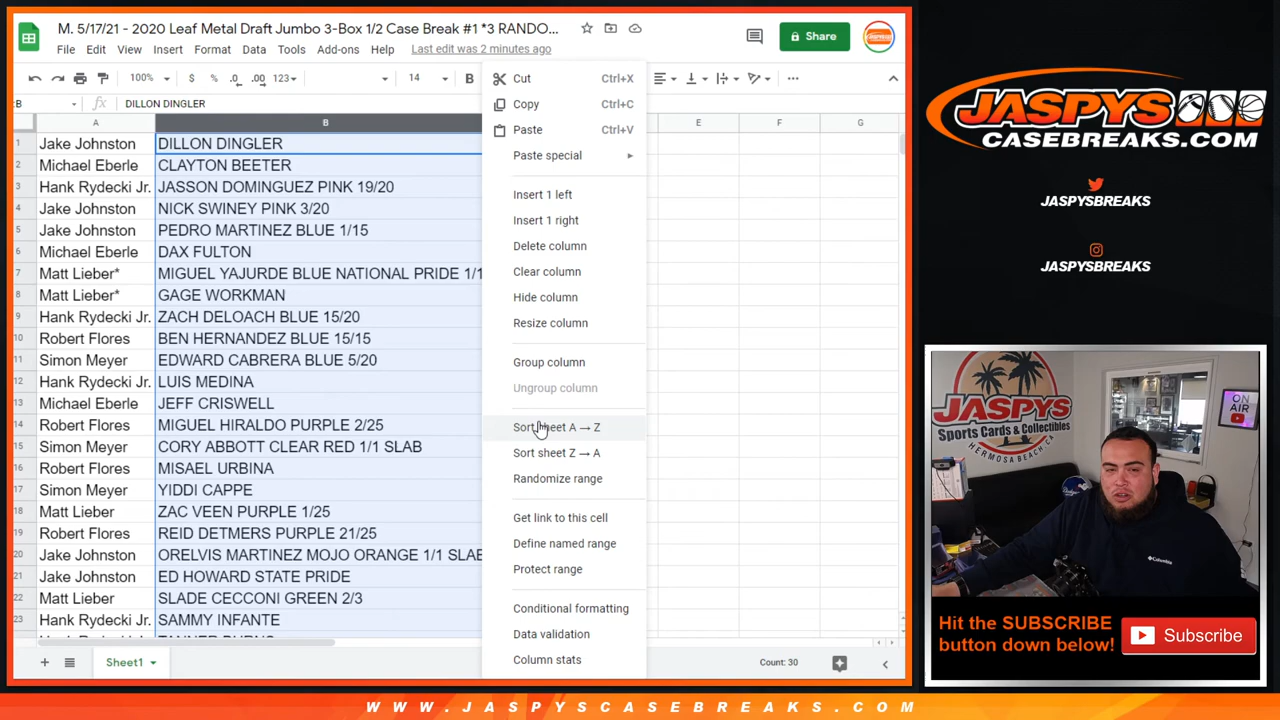 M. 5/17/21 - 2020 Leaf Metal Draft Jumbo 3-Box 1/2 Case Break #1 *3 RANDO...
Share
File Edit View Insert Format Data Tools Add-ons Help Last edit was 2 minutes ago
100% $ % .0 .00 123 14 B
:B fx DILLON DINGLER
A B E F G
1 Jake Johnston DILLON DINGLER
2 Michael Eberle CLAYTON BEETER
3 Hank Rydecki Jr. JASSON DOMINGUEZ PINK 19/20
4 Jake Johnston NICK SWINEY PINK 3/20
5 Jake Johnston PEDRO MARTINEZ BLUE 1/15
6 Michael Eberle DAX FULTON
7 Matt Lieber* MIGUEL YAJURDE BLUE NATIONAL PRIDE 1/1
8 Matt Lieber* GAGE WORKMAN
9 Hank Rydecki Jr. ZACH DELOACH BLUE 15/20
10 Robert Flores BEN HERNANDEZ BLUE 15/15
11 Simon Meyer EDWARD CABRERA BLUE 5/20
12 Hank Rydecki Jr. LUIS MEDINA
13 Michael Eberle JEFF CRISWELL
14 Robert Flores MIGUEL HIRALDO PURPLE 2/25
15 Simon Meyer CORY ABBOTT CLEAR RED 1/1 SLAB
16 Robert Flores MISAEL URBINA
17 Simon Meyer YIDDI CAPPE
18 Matt Lieber ZAC VEEN PURPLE 1/25
19 Robert Flores REID DETMERS PURPLE 21/25
20 Jake Johnston ORELVIS MARTINEZ MOJO ORANGE 1/1 SLAB
21 Jake Johnston ED HOWARD STATE PRIDE
22 Matt Lieber SLADE CECCONI GREEN 2/3
23 Hank Rydecki Jr. SAMMY INFANTE
Cut Ctrl+X
Copy Ctrl+C
Paste Ctrl+V
Paste special
Insert 1 left
Insert 1 right
Delete column
Clear column
Hide column
Resize column
Group column
Ungroup column
Sort sheet A → Z
Sort sheet Z → A
Randomize range
Get link to this cell
Define named range
Protect range
Conditional formatting
Data validation
Column stats
Sheet1
Count: 30
JASPYS
CASEBREAKS.COM
JASPYSBREAKS
JASPYSBREAKS
JASPYS
Sports Cards & Collectibles
HERMOSA BEACH, CA
ON AIR
Columbia
Hit the SUBSCRIBE
button down below!
Subscribe
WWW.JASPYSCASEBREAKS.COM